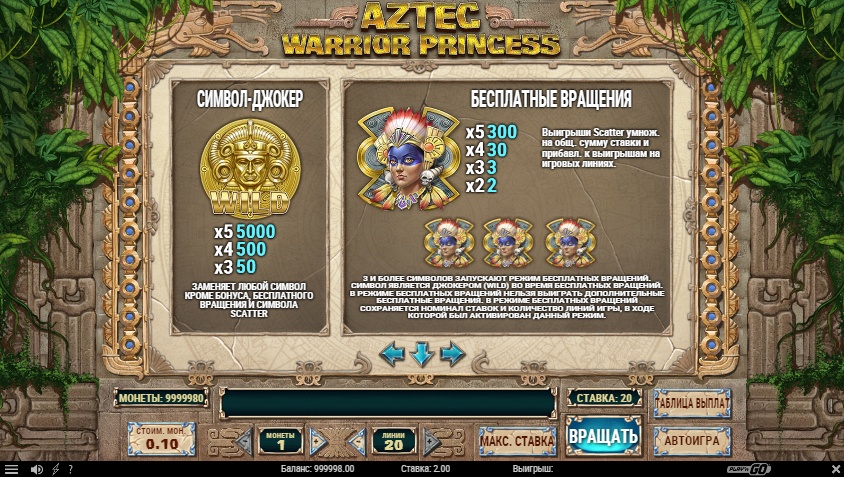 AZTEC
WARRIOR PRINCESS
СИМВОЛ-ДЖОКЕР
WILD
x5 5000
x4 500
x3 50
ЗАМЕНЯЕТ ЛЮБОЙ СИМВОЛ
КРОМЕ БОНУСА, БЕСПЛАТНОГО
ВРАЩЕНИЯ И СИМВОЛА
SCATTER
БЕСПЛАТНЫЕ ВРАЩЕНИЯ
x5 300
x4 30
x3 3
x2 2
Выигрыши Scatter умнож.
на общ. сумму ставки и
прибавл. к выигрышам на
игровых линиях.
3 И БОЛЕЕ СИМВОЛОВ ЗАПУСКАЮТ РЕЖИМ БЕСПЛАТНЫХ ВРАЩЕНИЙ.
СИМВОЛ ЯВЛЯЕТСЯ ДЖОКЕРОМ (WILD) ВО ВРЕМЯ БЕСПЛАТНЫХ ВРАЩЕНИЙ.
В РЕЖИМЕ БЕСПЛАТНЫХ ВРАЩЕНИЙ НЕЛЬЗЯ ВЫИГРАТЬ ДОПОЛНИТЕЛЬНЫЕ
БЕСПЛАТНЫЕ ВРАЩЕНИЯ. В РЕЖИМЕ БЕСПЛАТНЫХ ВРАЩЕНИЙ
СОХРАНЯЕТСЯ НОМИНАЛ СТАВОК И КОЛИЧЕСТВО ЛИНИЙ ИГРЫ, В ХОДЕ
КОТОРОЙ БЫЛ АКТИВИРОВАН ДАННЫЙ РЕЖИМ.
МОНЕТЫ: 9999980
СТАВКА: 20
ТАБЛИЦА ВЫПЛАТ
СТОИМ. МОН.
0.10
МОНЕТЫ
1
ЛИНИИ
20
МАКС. СТАВКА
ВРАЩАТЬ
АВТОИГРА
?
Баланс: 999998.00
Ставка: 2.00
Выигрыш:
PLAY'N GO